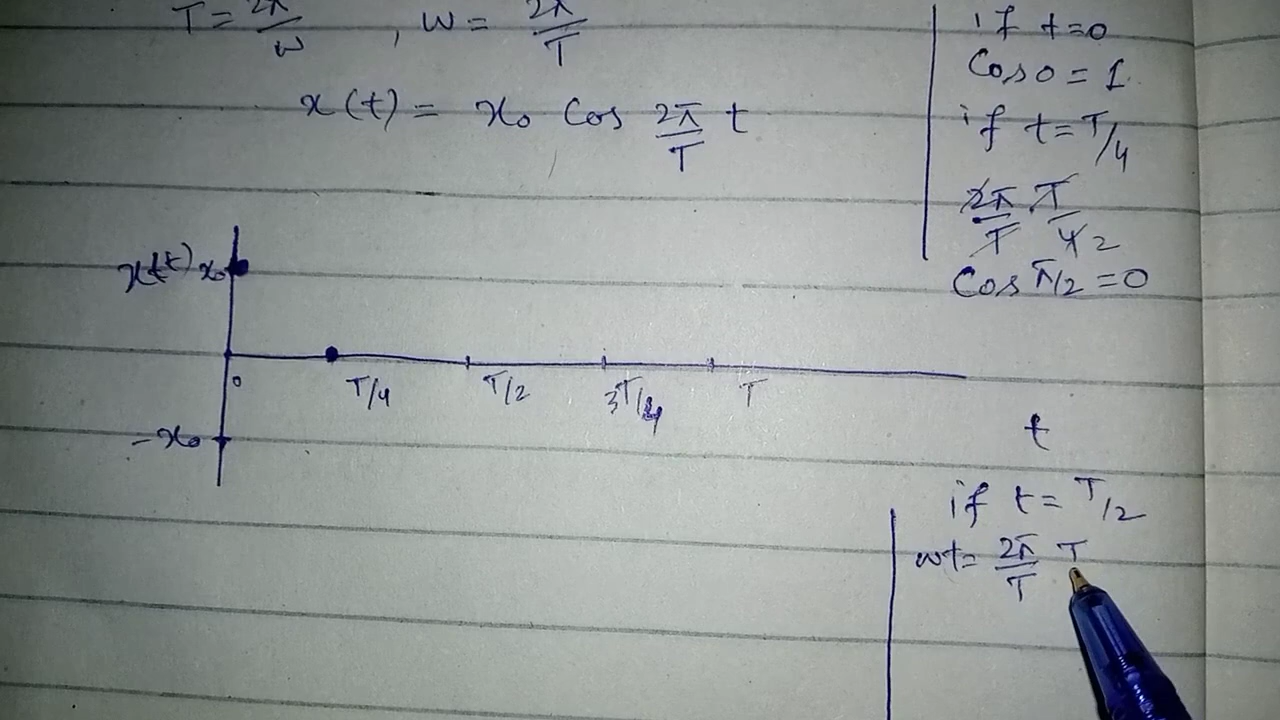 T = 2π/w , w = 2π/T
x(t) = x₀ Cos 2π/T t
if t=0
Cos 0 = 1
if t = T/4
2π/T T/4 2
Cos π/2 = 0
x(t) x₀
0 T/4 T/2 3T/4 T
-x₀
t
if t = T/2
wt = 2π/T T